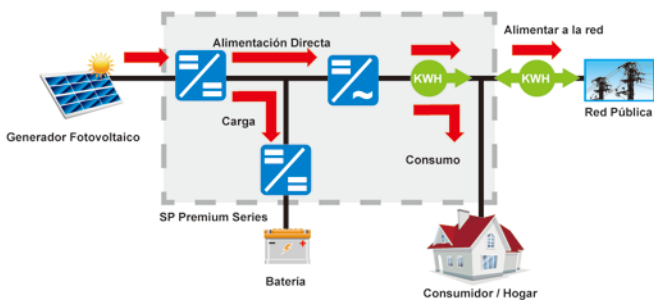 Alimentar a la red
Alimentación Directa
KWH
KWH
Generador Fotovoltaico
Carga
Consumo
Red Pública
SP Premium Series
Batería
Consumidor / Hogar